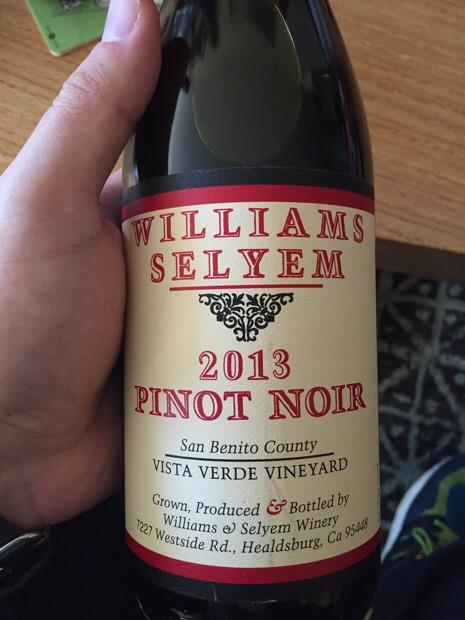 WILLIAMS
SELYEM
2013
PINOT NOIR
San Benito County
VISTA VERDE VINEYARD
Grown, Produced & Bottled by
Williams & Selyem Winery
7227 Westside Rd., Healdsburg, Ca 95448